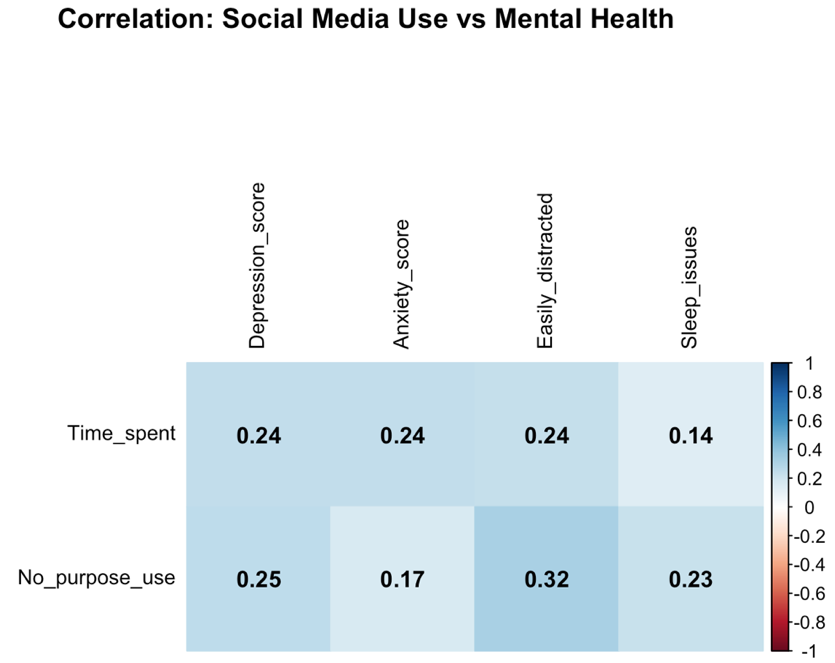 Correlation: Social Media Use vs Mental Health
Depression_score
Anxiety_score
Easily_distracted
Sleep_issues
Time_spent 0.24 0.24 0.24 0.14
No_purpose_use 0.25 0.17 0.32 0.23
1
0.8
0.6
0.4
0.2
0
-0.2
-0.4
-0.6
-0.8
-1